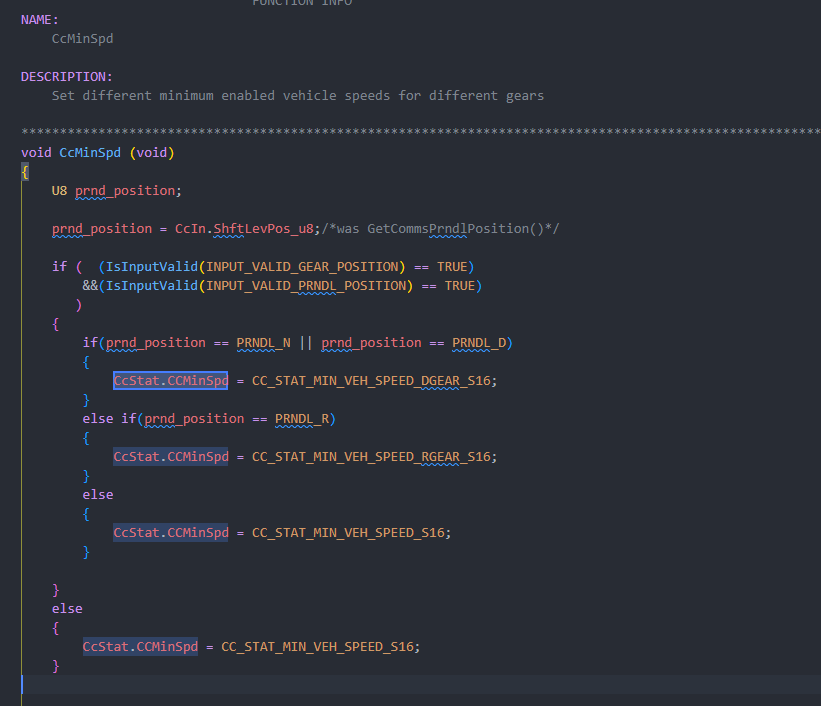 FUNCTION INFO
NAME:
    CcMinSpd
DESCRIPTION:
    Set different minimum enabled vehicle speeds for different gears
********************************************************************************************************
void CcMinSpd (void)
{
    U8 prnd_position;
    prnd_position = CcIn.ShftLevPos_u8;/*was GetCommsPrndlPosition()*/
    if (  (IsInputValid(INPUT_VALID_GEAR_POSITION) == TRUE)
        &&(IsInputValid(INPUT_VALID_PRNDL_POSITION) == TRUE)
       )
    {
        if(prnd_position == PRNDL_N || prnd_position == PRNDL_D)
        {
            CcStat.CCMinSpd = CC_STAT_MIN_VEH_SPEED_DGEAR_S16;
        }
        else if(prnd_position == PRNDL_R)
        {
            CcStat.CCMinSpd = CC_STAT_MIN_VEH_SPEED_RGEAR_S16;
        }
        else
        {
            CcStat.CCMinSpd = CC_STAT_MIN_VEH_SPEED_S16;
        }
    }
    else
    {
        CcStat.CCMinSpd = CC_STAT_MIN_VEH_SPEED_S16;
    }